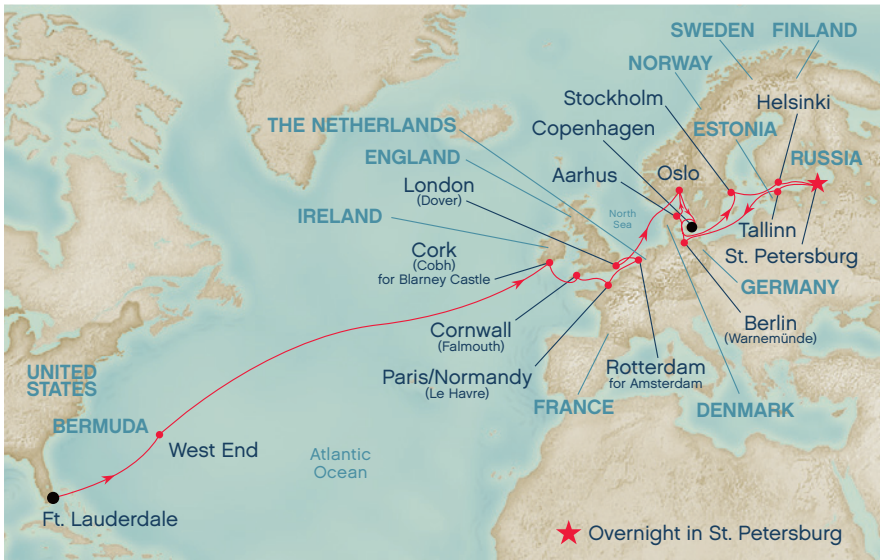 SWEDEN
FINLAND
NORWAY
Stockholm
Helsinki
THE NETHERLANDS
Copenhagen
ESTONIA
ENGLAND
RUSSIA
London
(Dover)
Aarhus
Oslo
IRELAND
North
Sea
Tallinn
Cork
(Cobh)
for Blarney Castle
St. Petersburg
GERMANY
Cornwall
(Falmouth)
Berlin
(Warnemünde)
Paris/Normandy
(Le Havre)
Rotterdam
for Amsterdam
UNITED
STATES
FRANCE
DENMARK
BERMUDA
West End
Atlantic
Ocean
Ft. Lauderdale
Overnight in St. Petersburg